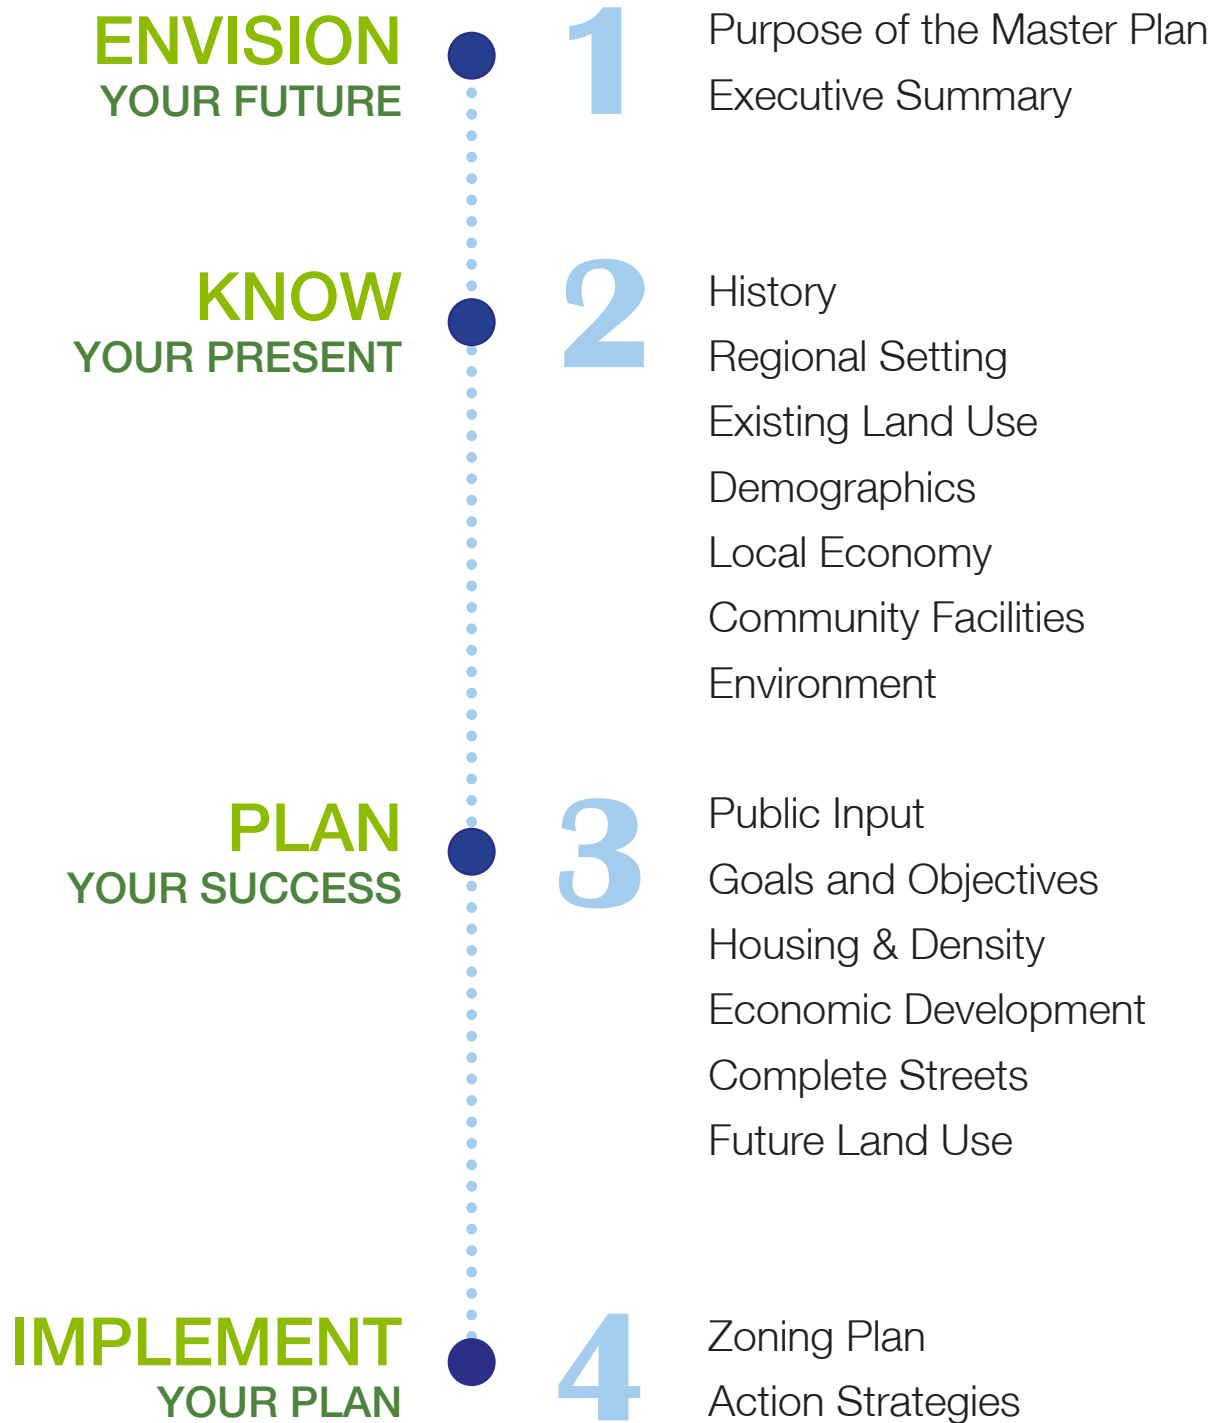 ENVISION
YOUR FUTURE
1
Purpose of the Master Plan
Executive Summary
KNOW
YOUR PRESENT
2
History
Regional Setting
Existing Land Use
Demographics
Local Economy
Community Facilities
Environment
PLAN
YOUR SUCCESS
3
Public Input
Goals and Objectives
Housing & Density
Economic Development
Complete Streets
Future Land Use
IMPLEMENT
YOUR PLAN
4
Zoning Plan
Action Strategies